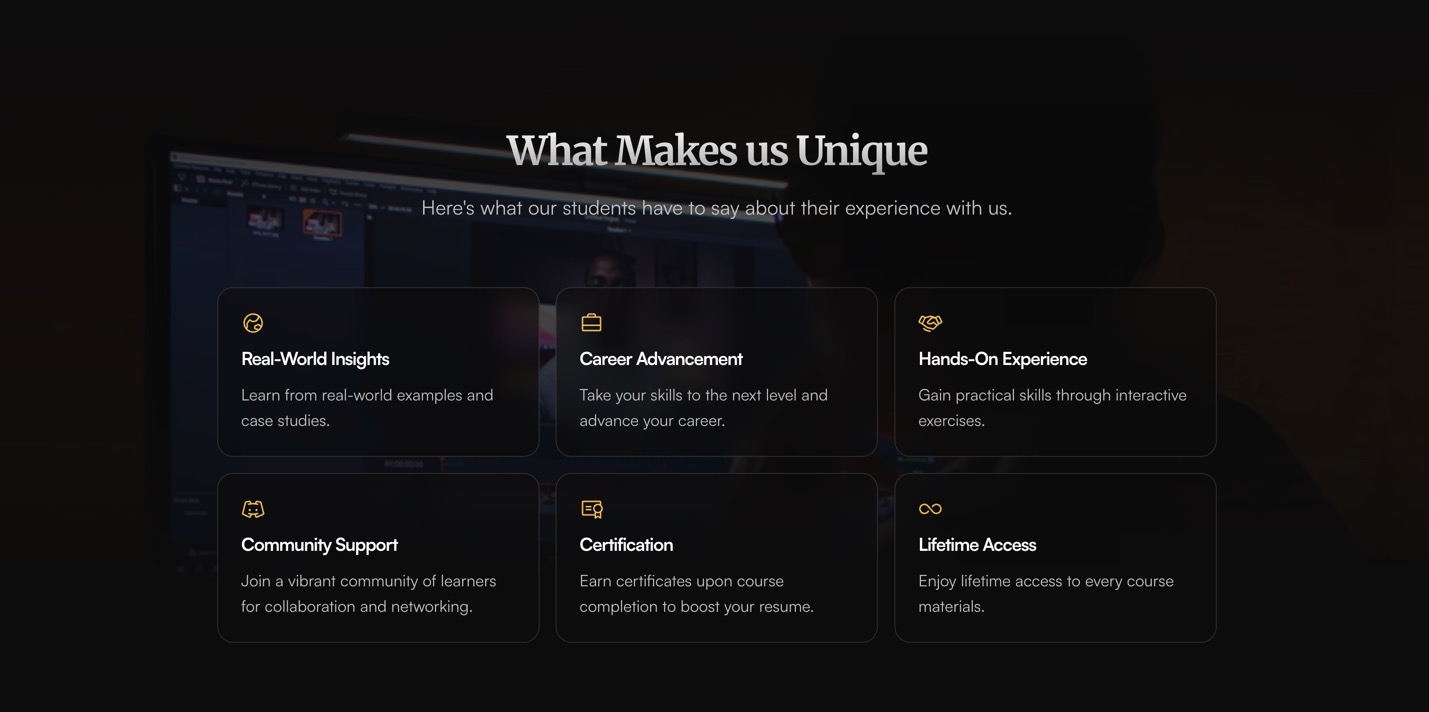 What Makes us Unique
Here's what our students have to say about their experience with us.
Real-World Insights
Learn from real-world examples and
case studies.
Career Advancement
Take your skills to the next level and
advance your career.
Hands-On Experience
Gain practical skills through interactive
exercises.
Community Support
Join a vibrant community of learners
for collaboration and networking.
Certification
Earn certificates upon course
completion to boost your resume.
Lifetime Access
Enjoy lifetime access to every course
materials.